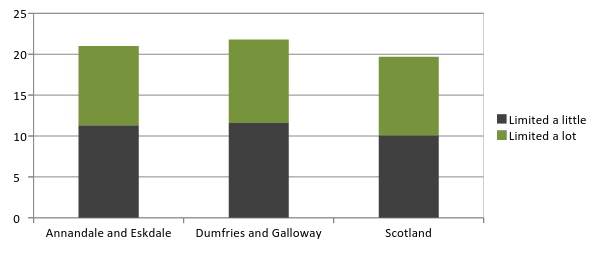 25
20
15
10
5
0
Annandale and Eskdale
Dumfries and Galloway
Scotland
Limited a little
Limited a lot